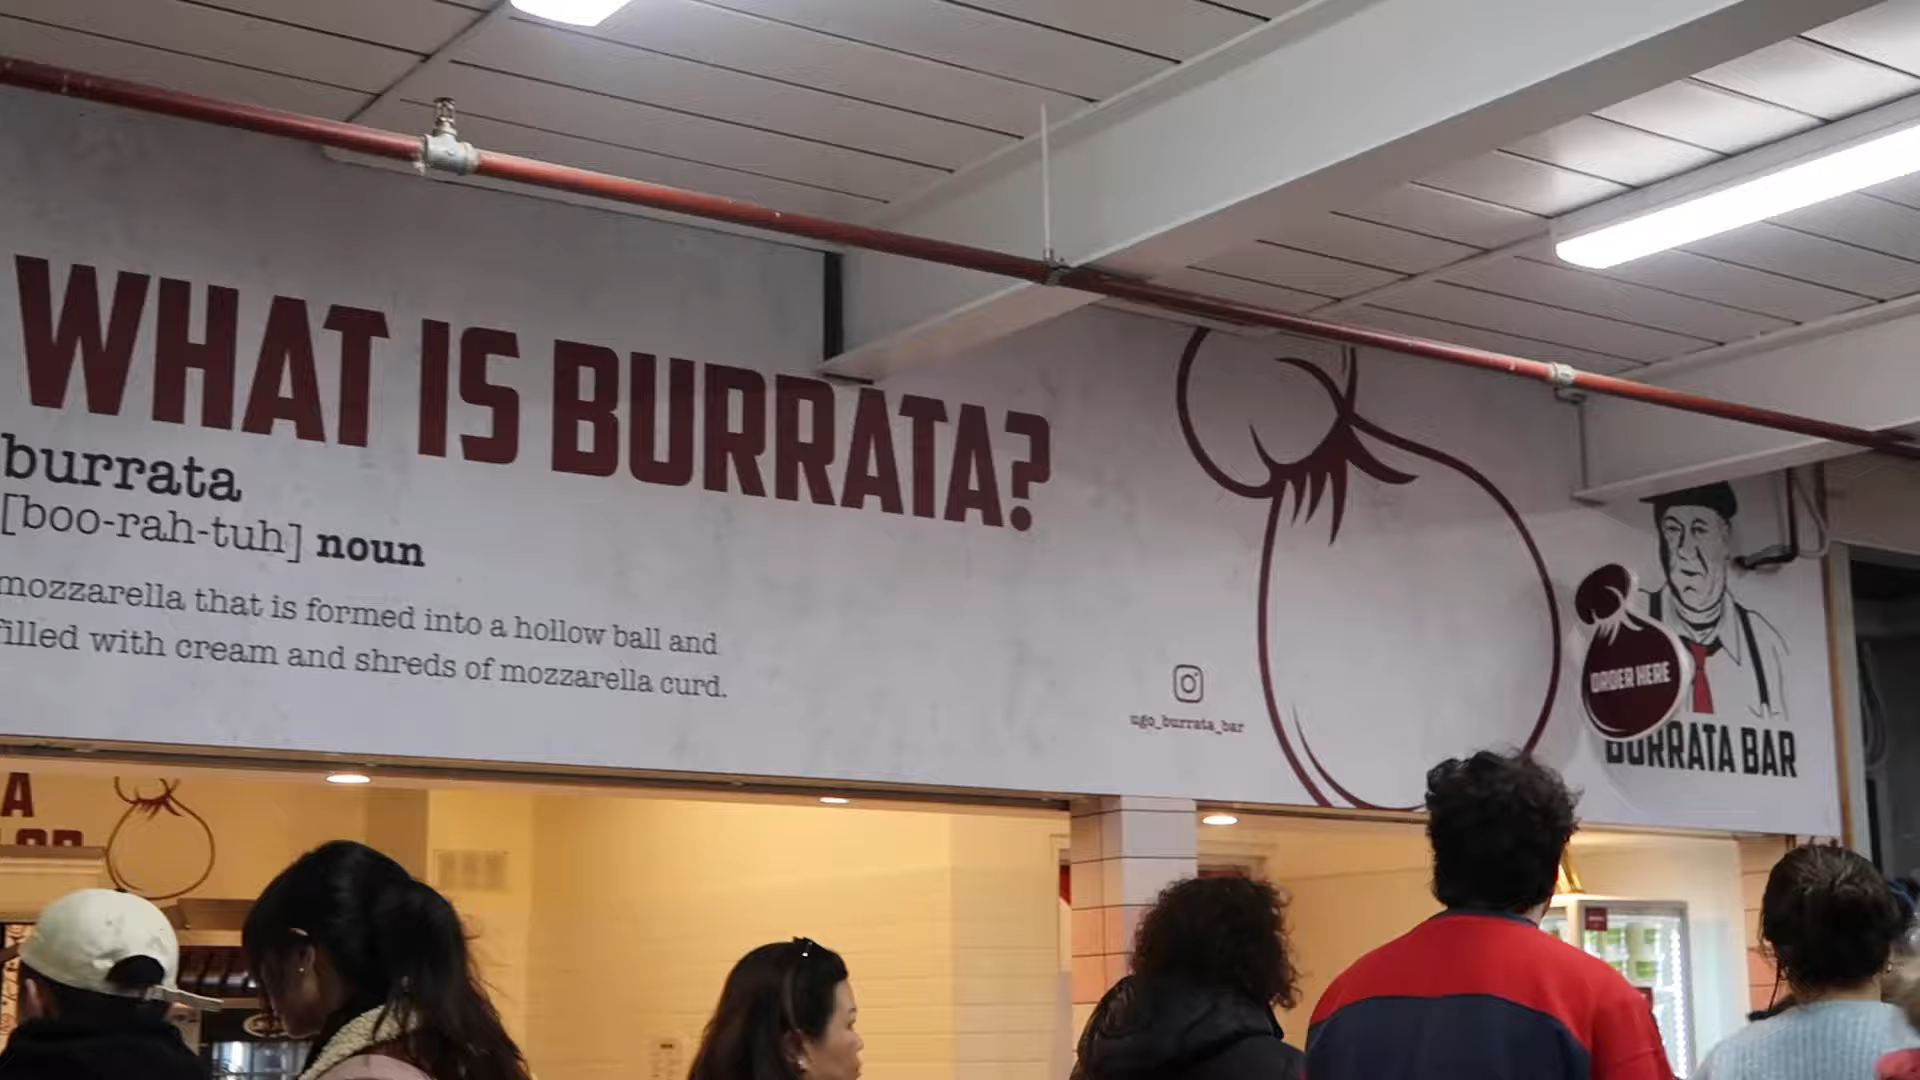 WHAT IS BURRATA?
burrata
[boo-rah-tuh] noun
mozzarella that is formed into a hollow ball and
filled with cream and shreds of mozzarella curd.
ugo_burrata_bar
ORDER HERE
BURRATA BAR
A